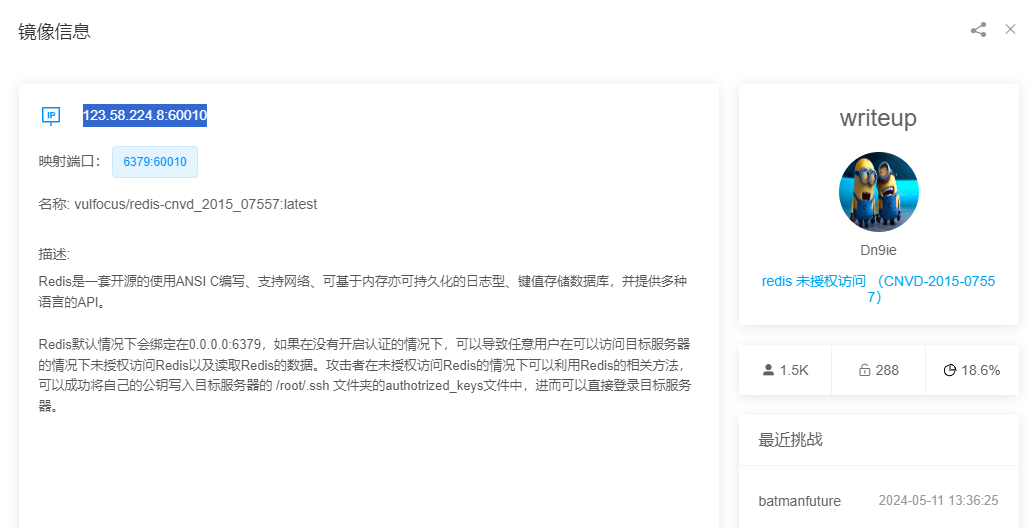 镜像信息
IP
123.58.224.8:60010
映射端口：
6379:60010
名称: vulfocus/redis-cnvd_2015_07557:latest
描述:
Redis是一套开源的使用ANSI C编写、支持网络、可基于内存亦可持久化的日志型、键值存储数据库，并提供多种
语言的API。
Redis默认情况下会绑定在0.0.0.0:6379，如果在没有开启认证的情况下，可以导致任意用户在可以访问目标服务器
的情况下未授权访问Redis以及读取Redis的数据。攻击者在未授权访问Redis的情况下可以利用Redis的相关方法，
可以成功将自己的公钥写入目标服务器的 /root/.ssh 文件夹的authotrized_keys文件中，进而可以直接登录目标服务
器。
writeup
Dn9ie
redis 未授权访问 （CNVD-2015-0755
7）
1.5K
288
18.6%
最近挑战
batmanfuture
2024-05-11 13:36:25